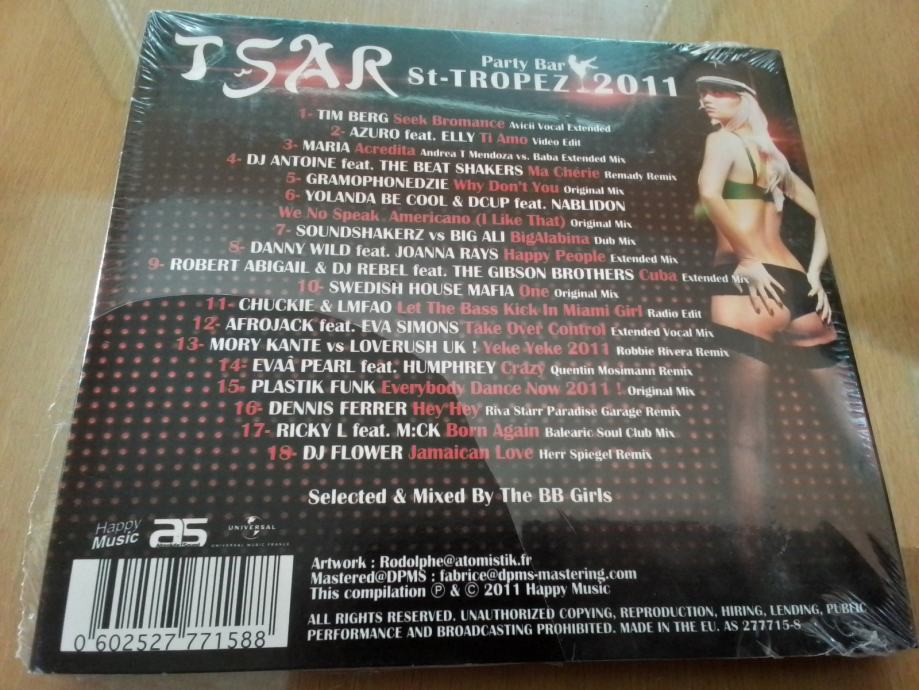 TSAR
Party Bar
St-TROPEZ 2011
1- TIM BERG Seek Bromance Avicii Vocal Extended
2- AZURO feat. ELLY Ti Amo Video Edit
3- MARIA Acredita Andrea T Mendoza vs. Baba Extended Mix
4- DJ ANTOINE feat. THE BEAT SHAKERS Ma Chérie Remady Remix
5- GRAMOPHONEDZIE Why Don't You Original Mix
6- YOLANDA BE COOL & DCUP feat. NABLIDON
We No Speak Americano (I Like That) Original Mix
7- SOUNDSHAKERZ vs BIG ALI BigAlabina Dub Mix
8- DANNY WILD feat. JOANNA RAYS Happy People Extended Mix
9- ROBERT ABIGAIL & DJ REBEL feat. THE GIBSON BROTHERS Cuba Extended Mix
10- SWEDISH HOUSE MAFIA One Original Mix
11- CHUCKIE & LMFAO Let The Bass Kick In Miami Girl Radio Edit
12- AFROJACK feat. EVA SIMONS Take Over Control Extended Vocal Mix
13- MORY KANTE vs LOVERUSH UK ! Yeke Yeke 2011 Robbie Rivera Remix
14- EVAÂ PEARL feat. HUMPHREY Crazy Quentin Mosimann Remix
15- PLASTIK FUNK Everybody Dance Now 2011 ! Original Mix
16- DENNIS FERRER Hey Hey Riva Starr Paradise Garage Remix
17- RICKY L feat. M:CK Born Again Balearic Soul Club Mix
18- DJ FLOWER Jamaican Love Herr Spiegel Remix
Selected & Mixed By The BB Girls
Happy
Music
as
UNIVERSAL
UNIVERSAL MUSIC FRANCE
Artwork : Rodolphe@atomistik.fr
Mastered@DPMS : fabrice@dpms-mastering.com
This compilation ℗ & © 2011 Happy Music
ALL RIGHTS RESERVED. UNAUTHORIZED COPYING, REPRODUCTION, HIRING, LENDING, PUBLIC
PERFORMANCE AND BROADCASTING PROHIBITED. MADE IN THE EU. AS 277715-8
0 602527 771588